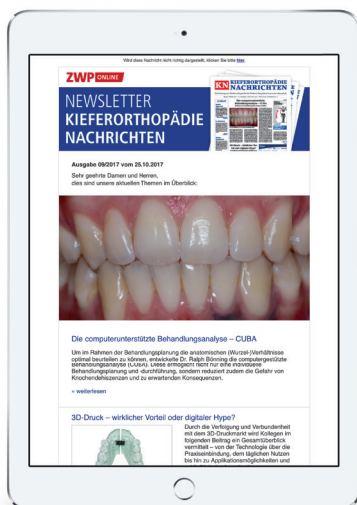 Wird diese Nachricht nicht richtig dargestellt, klicken Sie bitte hier
ZWP ONLINE
NEWSLETTER
KIEFERORTHOPÄDIE
NACHRICHTEN
KN KIEFERORTHOPÄDIE
NACHRICHTEN
Ausgabe 09/2017 vom 25.10.2017
Sehr geehrte Damen und Herren,
dies sind unsere aktuellen Themen im Überblick:
Die computerunterstützte Behandlungsanalyse – CUBA
Um im Rahmen der Behandlungsplanung die anatomischen (Wurzel-)Verhältnisse
optimal beurteilen zu können, entwickelte Dr. Ralph Bönning die computergestützte
Behandlungsanalyse (CUBA). Diese ermöglicht nicht nur eine individuelle
Behandlungsplanung und -durchführung, sondern reduziert zudem die Gefahr von
Knochendehiszenzen und zu erwartenden Konsequenzen.
» weiterlesen
3D-Druck – wirklicher Vorteil oder digitaler Hype?
Durch die Verfolgung und Verbundenheit
mit dem 3D-Druckmarkt wird Kollegen im
folgenden Beitrag ein Gesamtüberblick
vermittelt – von der Technologie über die
Praxiseinbindung, dem täglichen Nutzen
bis hin zu Applikationsmöglichkeiten und